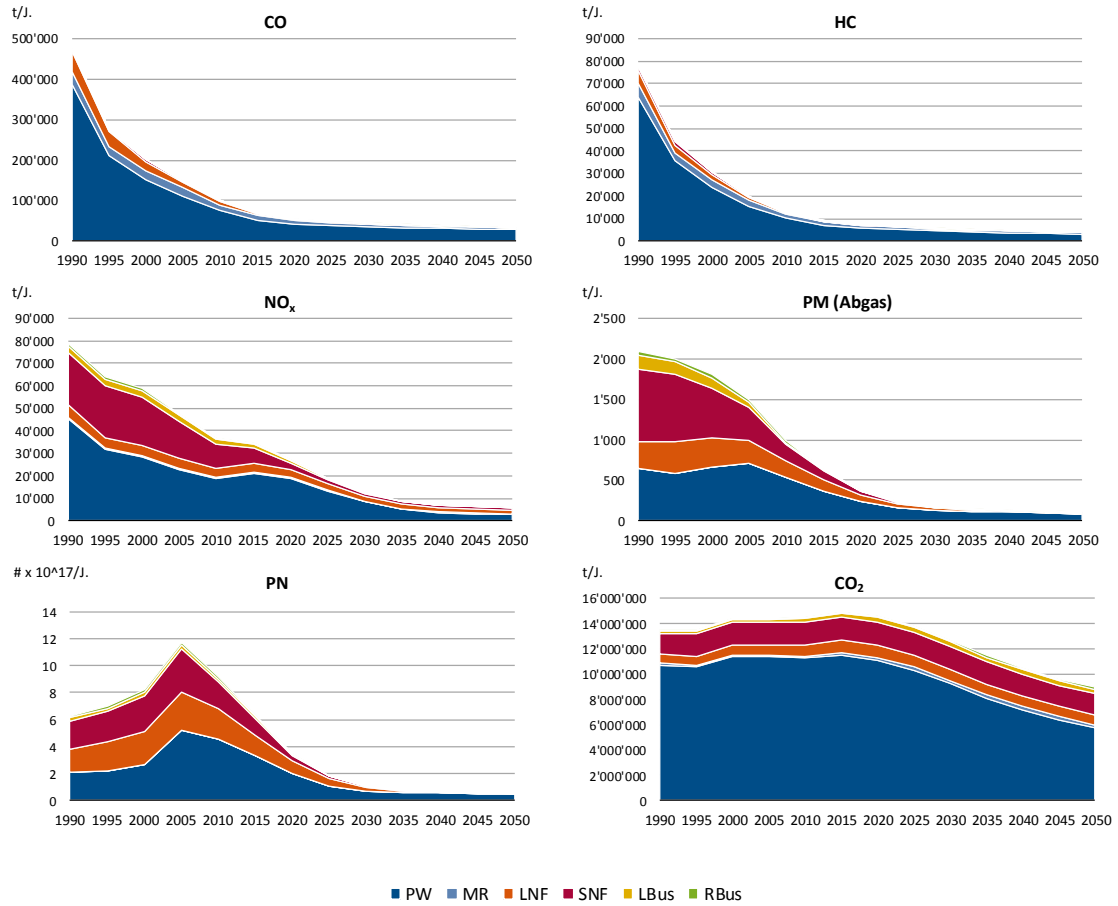 t/J.
CO
500'000
400'000
300'000
200'000
100'000
0
1990 1995 2000 2005 2010 2015 2020 2025 2030 2035 2040 2045 2050
t/J.
HC
90'000
80'000
70'000
60'000
50'000
40'000
30'000
20'000
10'000
0
1990 1995 2000 2005 2010 2015 2020 2025 2030 2035 2040 2045 2050
t/J.
NOx
90'000
80'000
70'000
60'000
50'000
40'000
30'000
20'000
10'000
0
1990 1995 2000 2005 2010 2015 2020 2025 2030 2035 2040 2045 2050
t/J.
PM (Abgas)
2'500
2'000
1'500
1'000
500
0
1990 1995 2000 2005 2010 2015 2020 2025 2030 2035 2040 2045 2050
# x 10^17/J.
PN
14
12
10
8
6
4
2
0
1990 1995 2000 2005 2010 2015 2020 2025 2030 2035 2040 2045 2050
t/J.
CO2
16'000'000
14'000'000
12'000'000
10'000'000
8'000'000
6'000'000
4'000'000
2'000'000
0
1990 1995 2000 2005 2010 2015 2020 2025 2030 2035 2040 2045 2050
PW MR LNF SNF LBus RBus